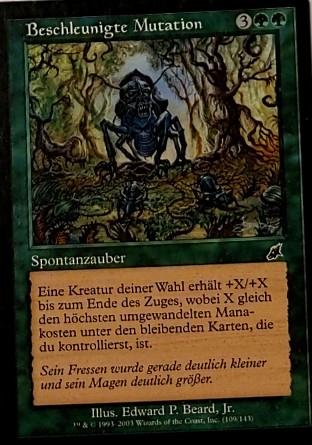 Beschleunigte Mutation 3
Spontanzauber
Eine Kreatur deiner Wahl erhält +X/+X
bis zum Ende des Zuges, wobei X gleich
den höchsten umgewandelten Mana-
kosten unter den bleibenden Karten, die
du kontrollierst, ist.
Sein Fressen wurde gerade deutlich kleiner
und sein Magen deutlich größer.
Illus. Edward P. Beard, Jr.
™ & © 1993-2003 Wizards of the Coast, Inc. (109/143)